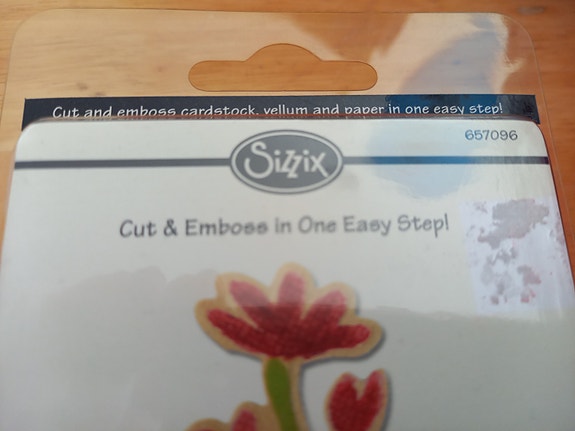 Cut and emboss cardstock, vellum and paper in one easy step!
657096
Sizzix
Cut & Emboss in One Easy Step!